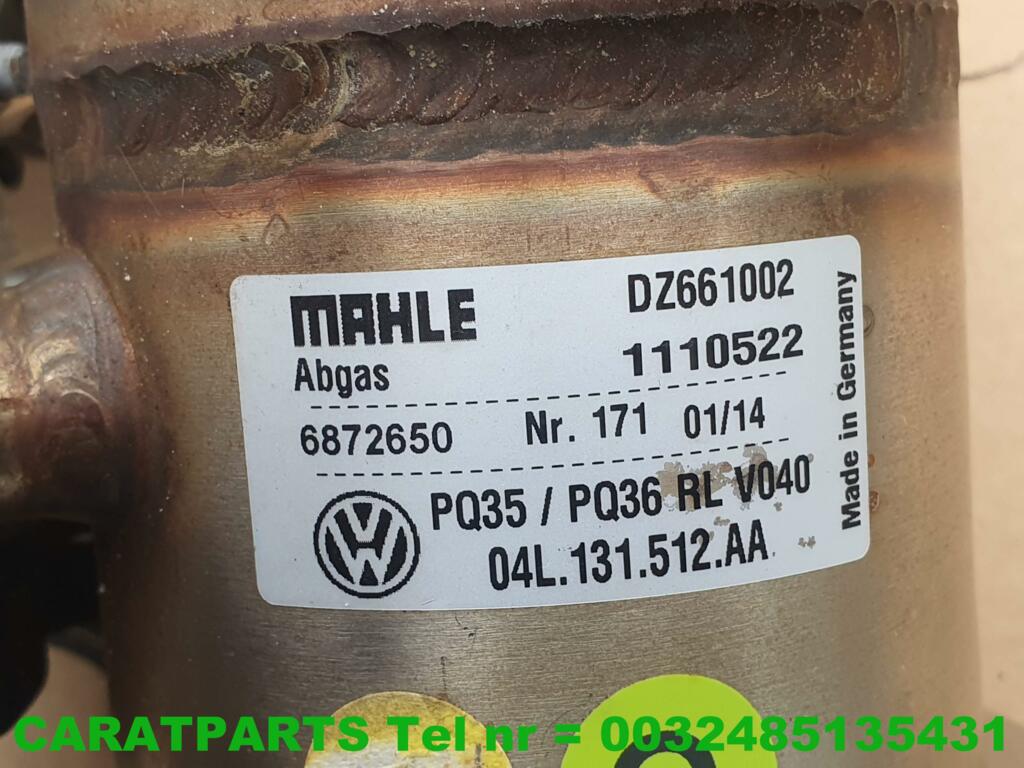 MAHLE DZ661002
Abgas 1110522
6872650 Nr. 171 01/14
PQ35 / PQ36 RL V040
04L.131.512.AA
Made in Germany
CARATPARTS Tel nr = 0032485135431